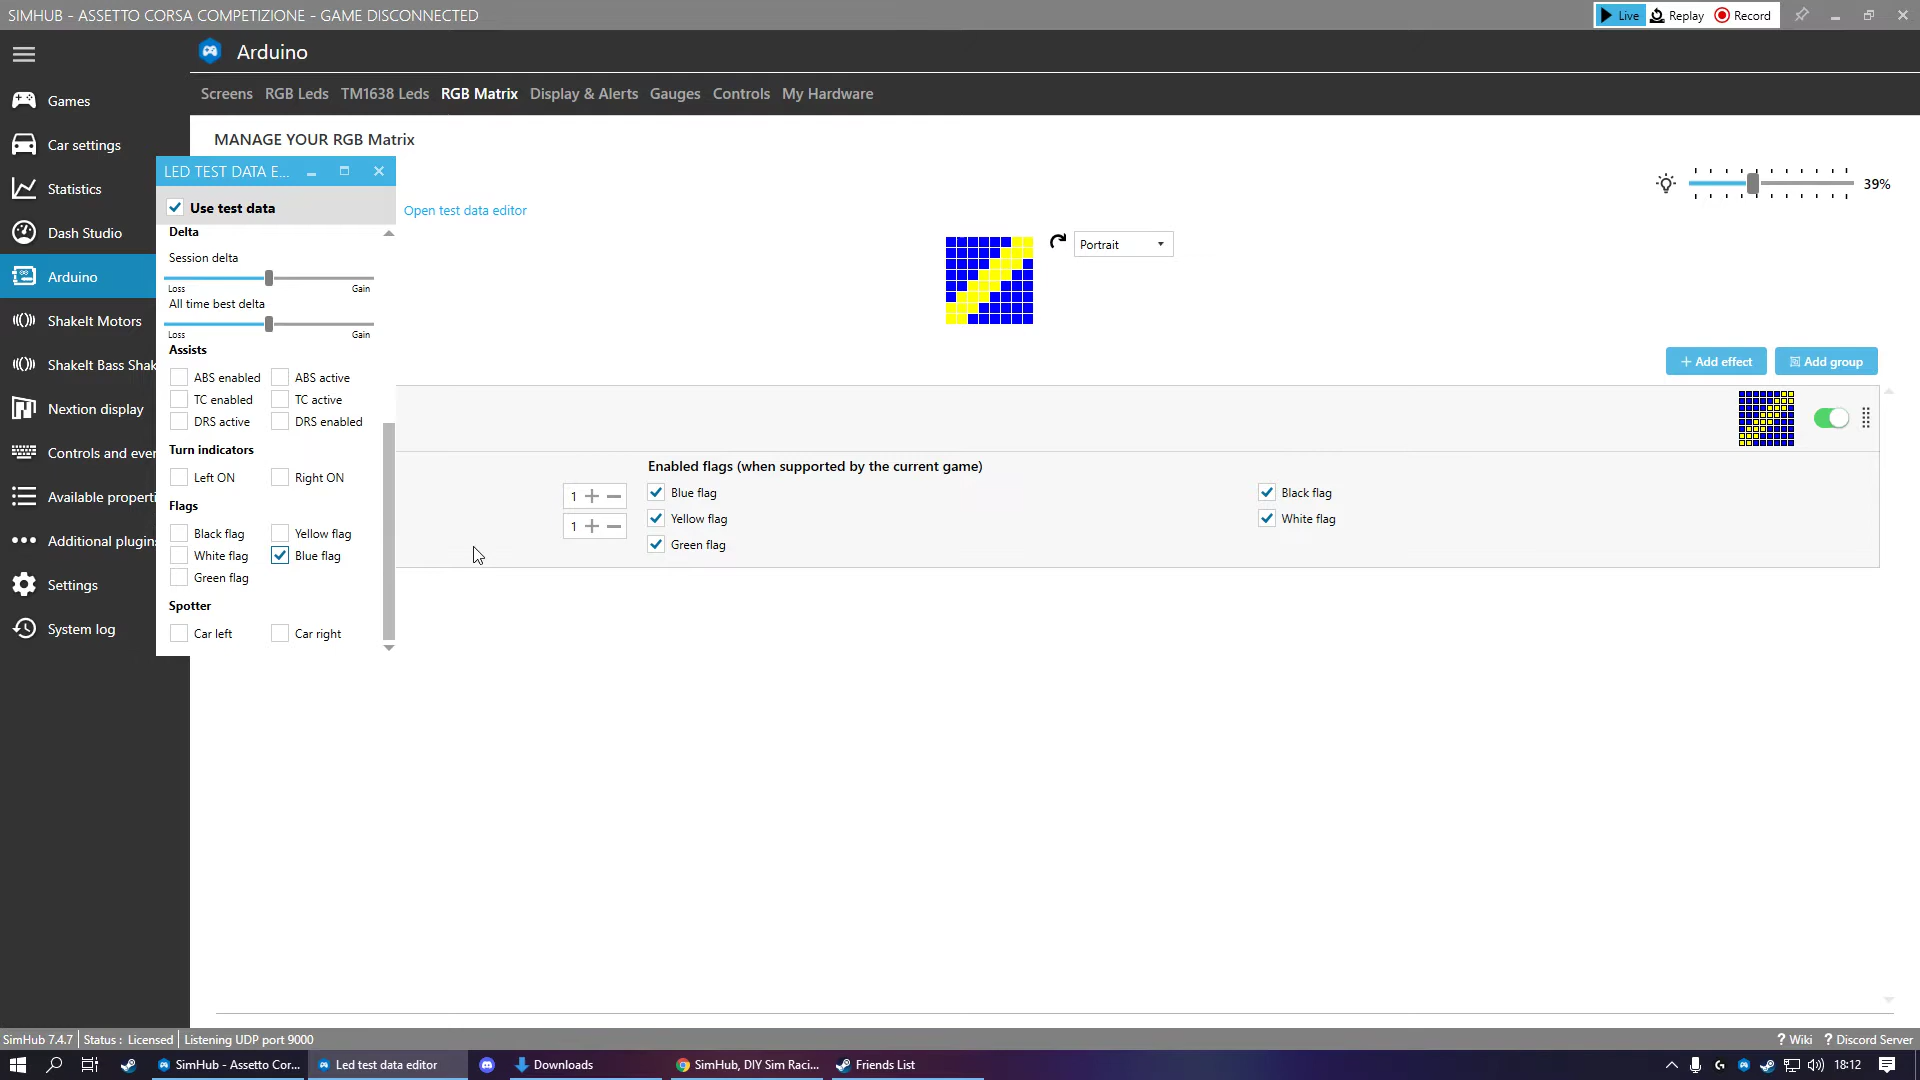 SIMHUB - ASSETTO CORSA COMPETIZIONE - GAME DISCONNECTED
Live
Replay
Record
Arduino
Games
Car settings
Statistics
Dash Studio
Arduino
ShakeIt Motors
ShakeIt Bass Shak
Nextion display
Controls and ever
Available properti
Additional plugins
Settings
System log
Screens
RGB Leds
TM1638 Leds
RGB Matrix
Display & Alerts
Gauges
Controls
My Hardware
MANAGE YOUR RGB Matrix
39%
LED TEST DATA E...
Use test data
Open test data editor
Delta
Session delta
Loss
Gain
All time best delta
Loss
Gain
Assists
ABS enabled
ABS active
TC enabled
TC active
DRS active
DRS enabled
Turn indicators
Left ON
Right ON
Flags
Black flag
Yellow flag
White flag
Blue flag
Green flag
Spotter
Car left
Car right
Portrait
Add effect
Add group
Enabled flags (when supported by the current game)
1
1
Blue flag
Black flag
Yellow flag
White flag
Green flag
SimHub 7.4.7
Status : Licensed
Listening UDP port 9000
? Wiki
? Discord Server
SimHub - Assetto Cor...
Led test data editor
Downloads
SimHub, DIY Sim Raci...
Friends List
18:12